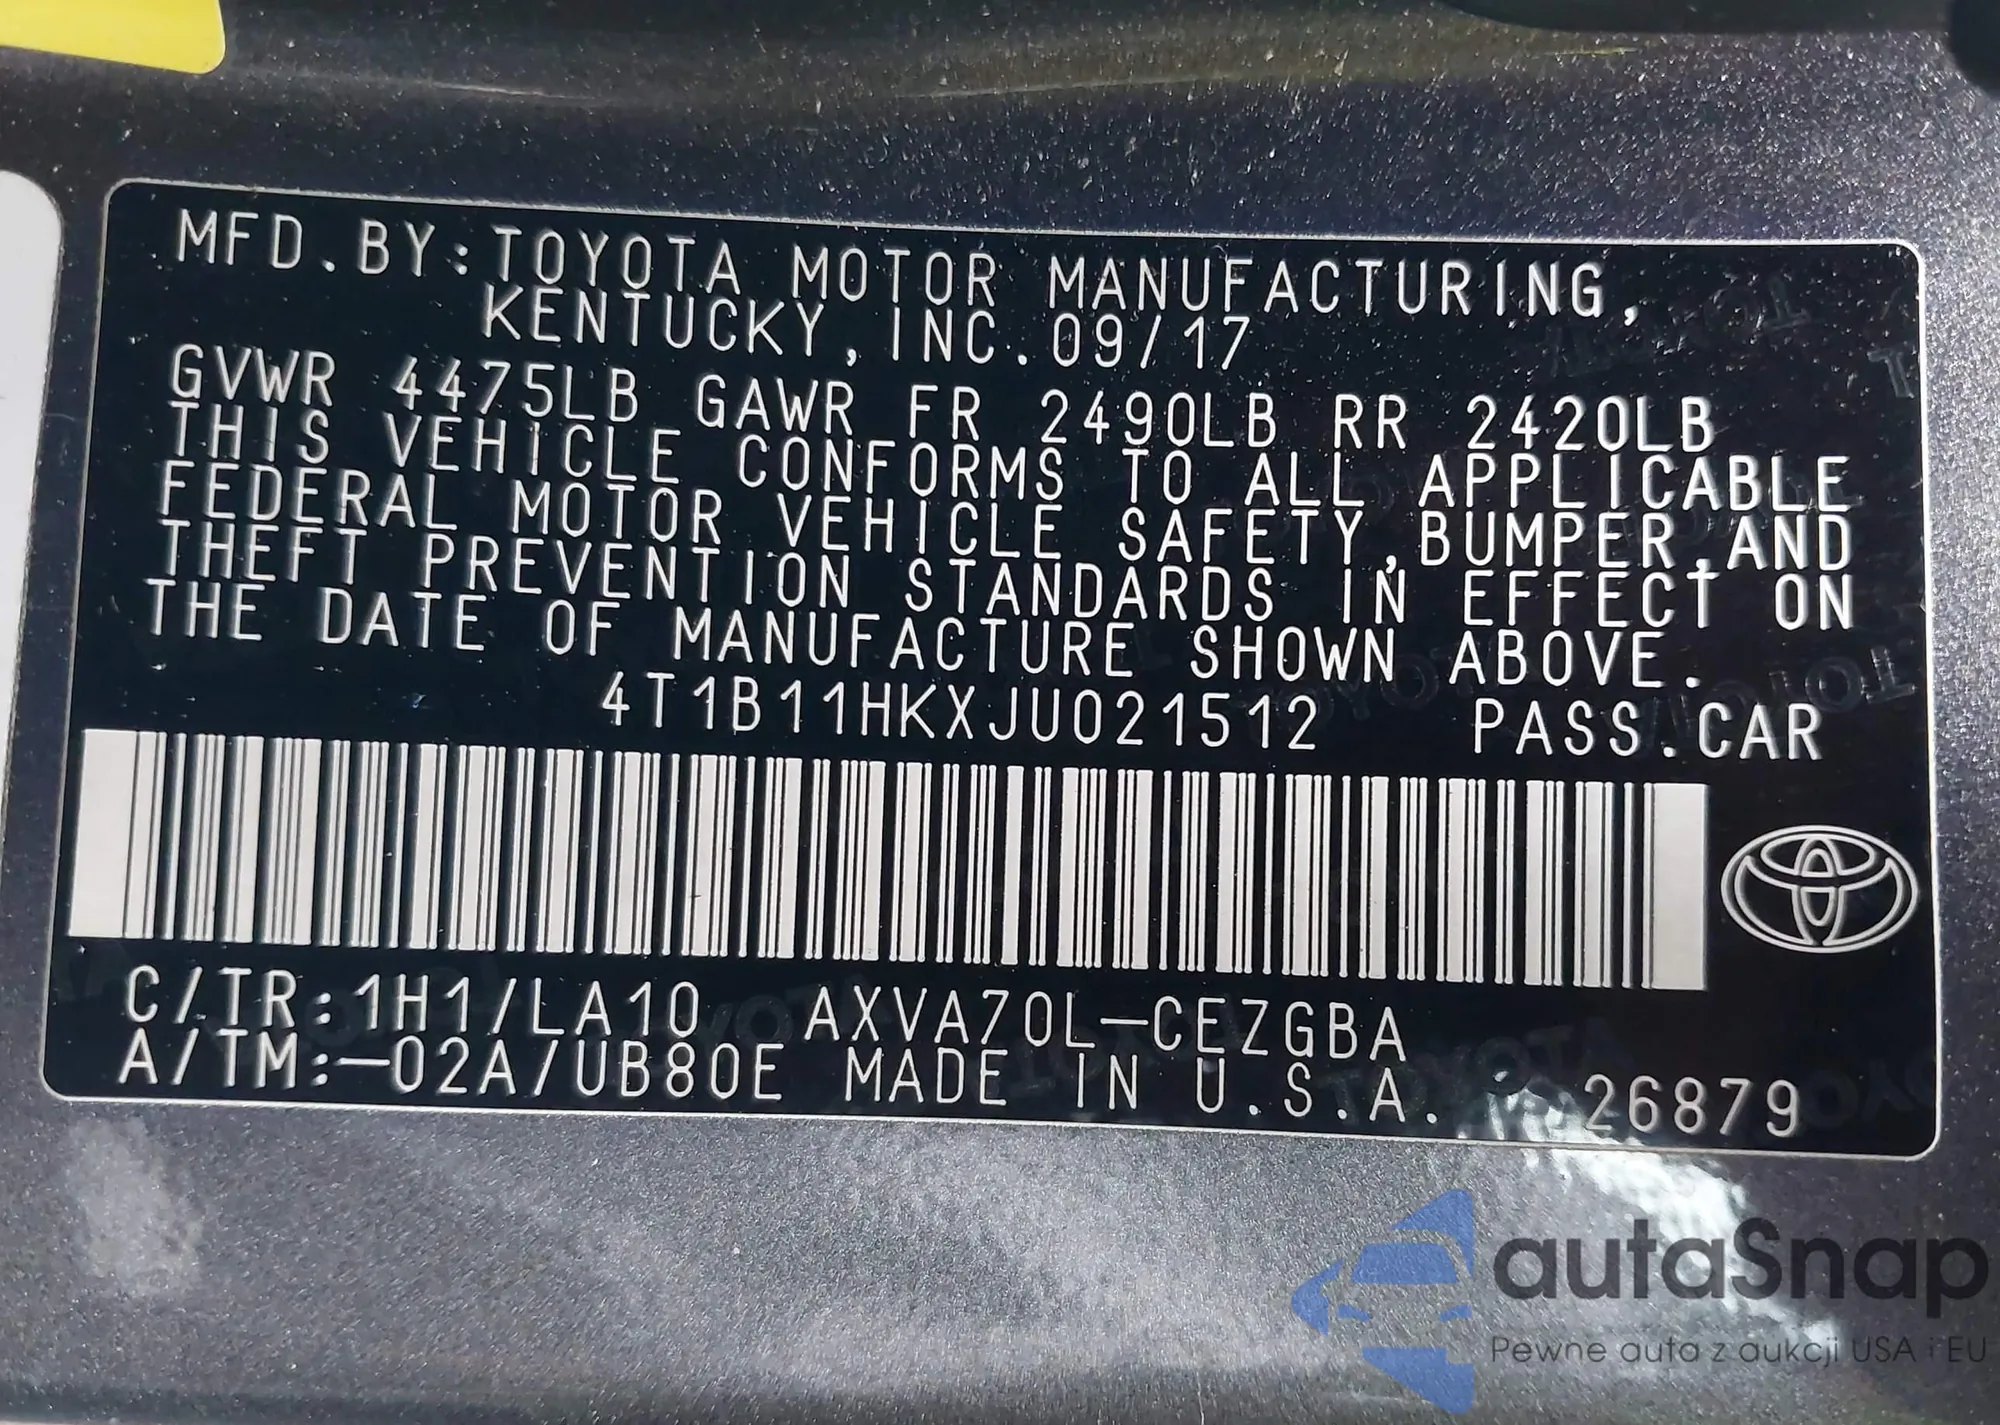 MFD.BY:TOYOTA MOTOR MANUFACTURING,
KENTUCKY, INC.09/17
GVWR 4475LB GAWR FR 2490LB RR 2420LB
THIS VEHICLE CONFORMS TO ALL APPLICABLE
FEDERAL MOTOR VEHICLE SAFETY,BUMPER,AND
THEFT PREVENTION STANDARDS IN EFFECT ON
THE DATE OF MANUFACTURE SHOWN ABOVE.
4T1B11HKXJU021512 PASS.CAR
C/TR:1H1/LA10 AXVA70L-CEZGBA
A/TM:-02A/UB80E MADE IN U.S.A. 26879
autaSnap
Pewne auta z aukcji USA i EU